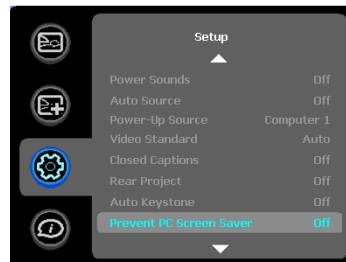 Setup
Power Sounds Off
Auto Source Off
Power-Up Source Computer 1
Video Standard Auto
Closed Captions Off
Rear Project Off
Auto Keystone Off
Prevent PC Screen Saver Off